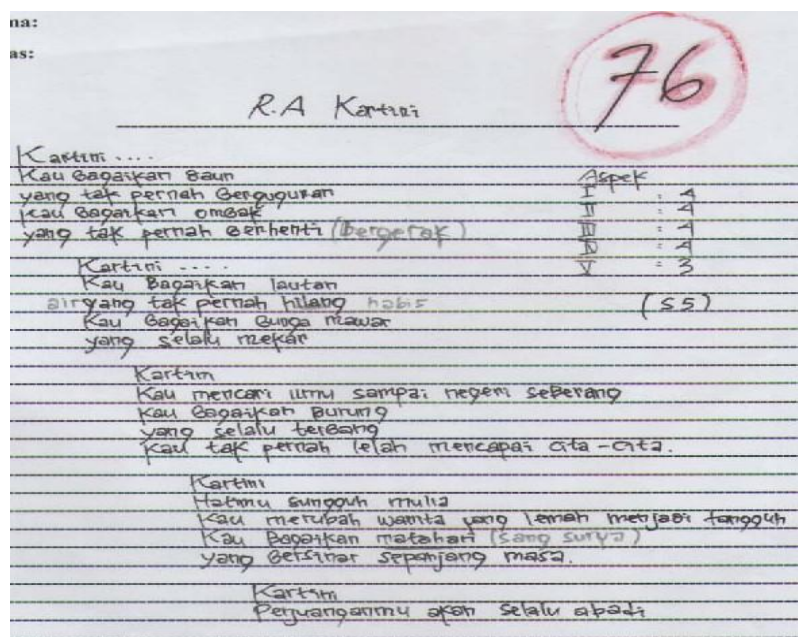 na:
as:
76
R.A Kartini
Kartini ....
Kau Bagaikan Daun
yang tak pernah Berguguran
Kau Bagaikan ombak
yang tak pernah Berhenti (bergerak)
Aspek
I : 4
II : 4
III : 4
IV : 4
V : 3
(S5)
Kartini ....
Kau Bagaikan lautan
air yang tak pernah hilang habis
Kau Bagaikan Bunga mawar
yang selalu mekar
Kartini
Kau mencari ilmu sampai negeri seberang
Kau Bagaikan Burung
yang selalu terbang
Kau tak pernah lelah mencapai cita-cita.
Kartini
Hatimu sungguh mulia
Kau merubah wanita yang lemah menjadi tangguh
Kau Bagaikan matahari (sang surya)
yang Bersinar sepanjang masa.
Kartini
Perjuanganmu akan selalu abadi